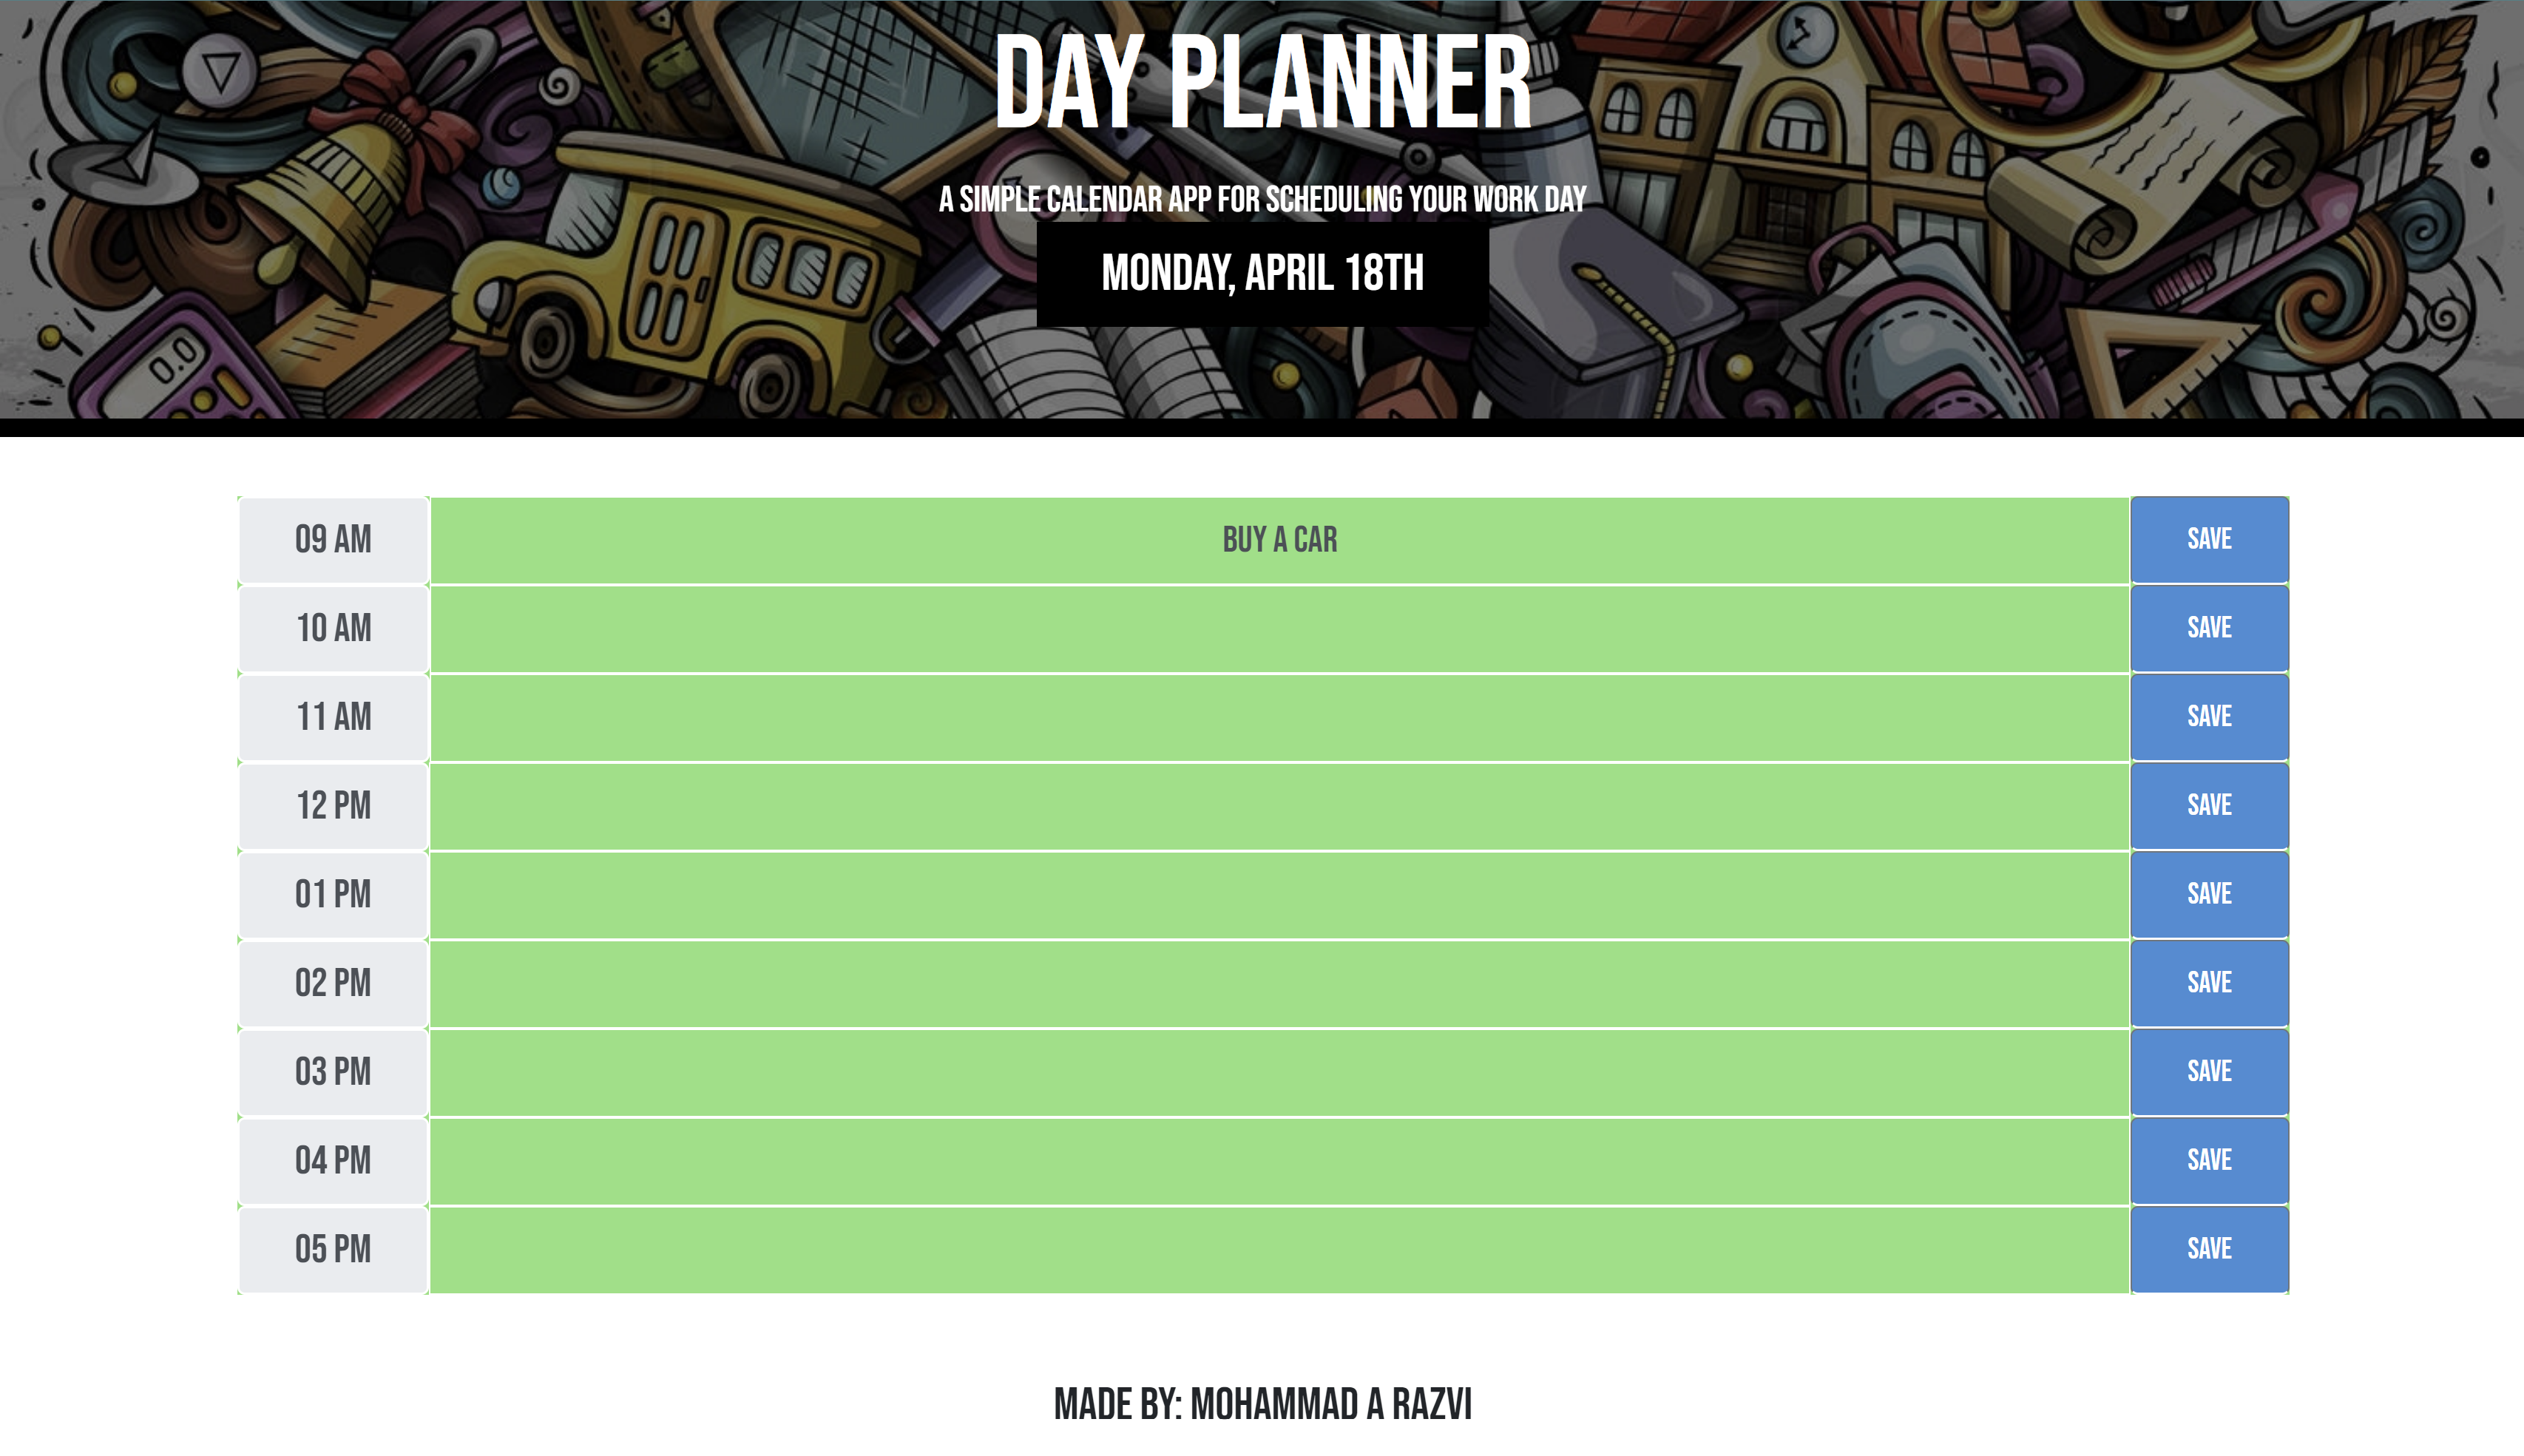 DAY PLANNER
A SIMPLE CALENDAR APP FOR SCHEDULING YOUR WORK DAY
MONDAY, APRIL 18TH
0.0
09 AM BUY A CAR SAVE
10 AM SAVE
11 AM SAVE
12 PM SAVE
01 PM SAVE
02 PM SAVE
03 PM SAVE
04 PM SAVE
05 PM SAVE
MADE BY: MOHAMMAD A RAZVI